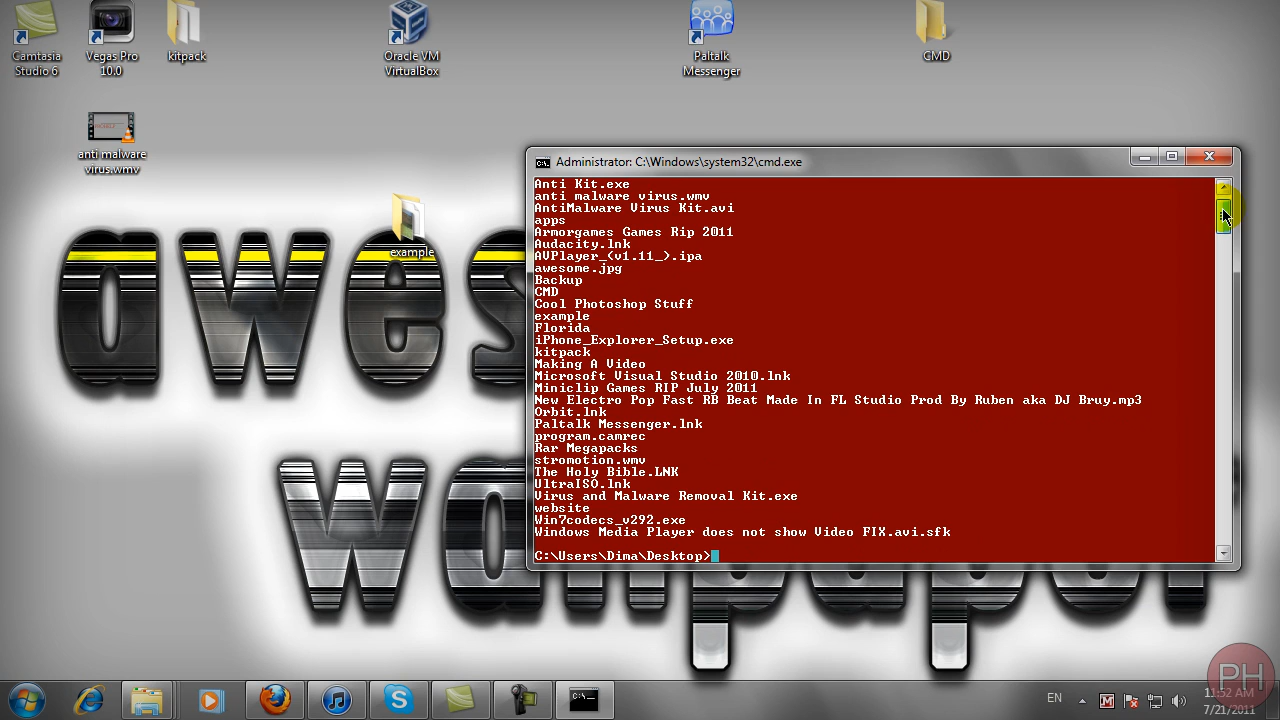 Camtasia
Studio 6
Vegas Pro
10.0
kitpack
Oracle VM
VirtualBox
Paltalk
Messenger
CMD
anti malware
virus.wmv
example
awes
wallpaper
Administrator: C:\Windows\system32\cmd.exe
Anti Kit.exe
anti malware virus.wmv
AntiMalware Virus Kit.avi
apps
Armorgames Games Rip 2011
Audacity.lnk
AVPlayer_(v1.11_).ipa
awesome.jpg
Backup
CMD
Cool Photoshop Stuff
example
Florida
iPhone_Explorer_Setup.exe
kitpack
Making A Video
Microsoft Visual Studio 2010.lnk
Miniclip Games RIP July 2011
New Electro Pop Fast RB Beat Made In FL Studio Prod By Ruben aka DJ Bruy.mp3
Orbit.lnk
Paltalk Messenger.lnk
program.camrec
Rar Megapacks
stromotion.wmv
The Holy Bible.LNK
UltraISO.lnk
Virus and Malware Removal Kit.exe
website
Win7codecs_v292.exe
Windows Media Player does not show Video FIX.avi.sfk
C:\Users\Dima\Desktop>
EN
PH
11:52 AM
7/21/2011